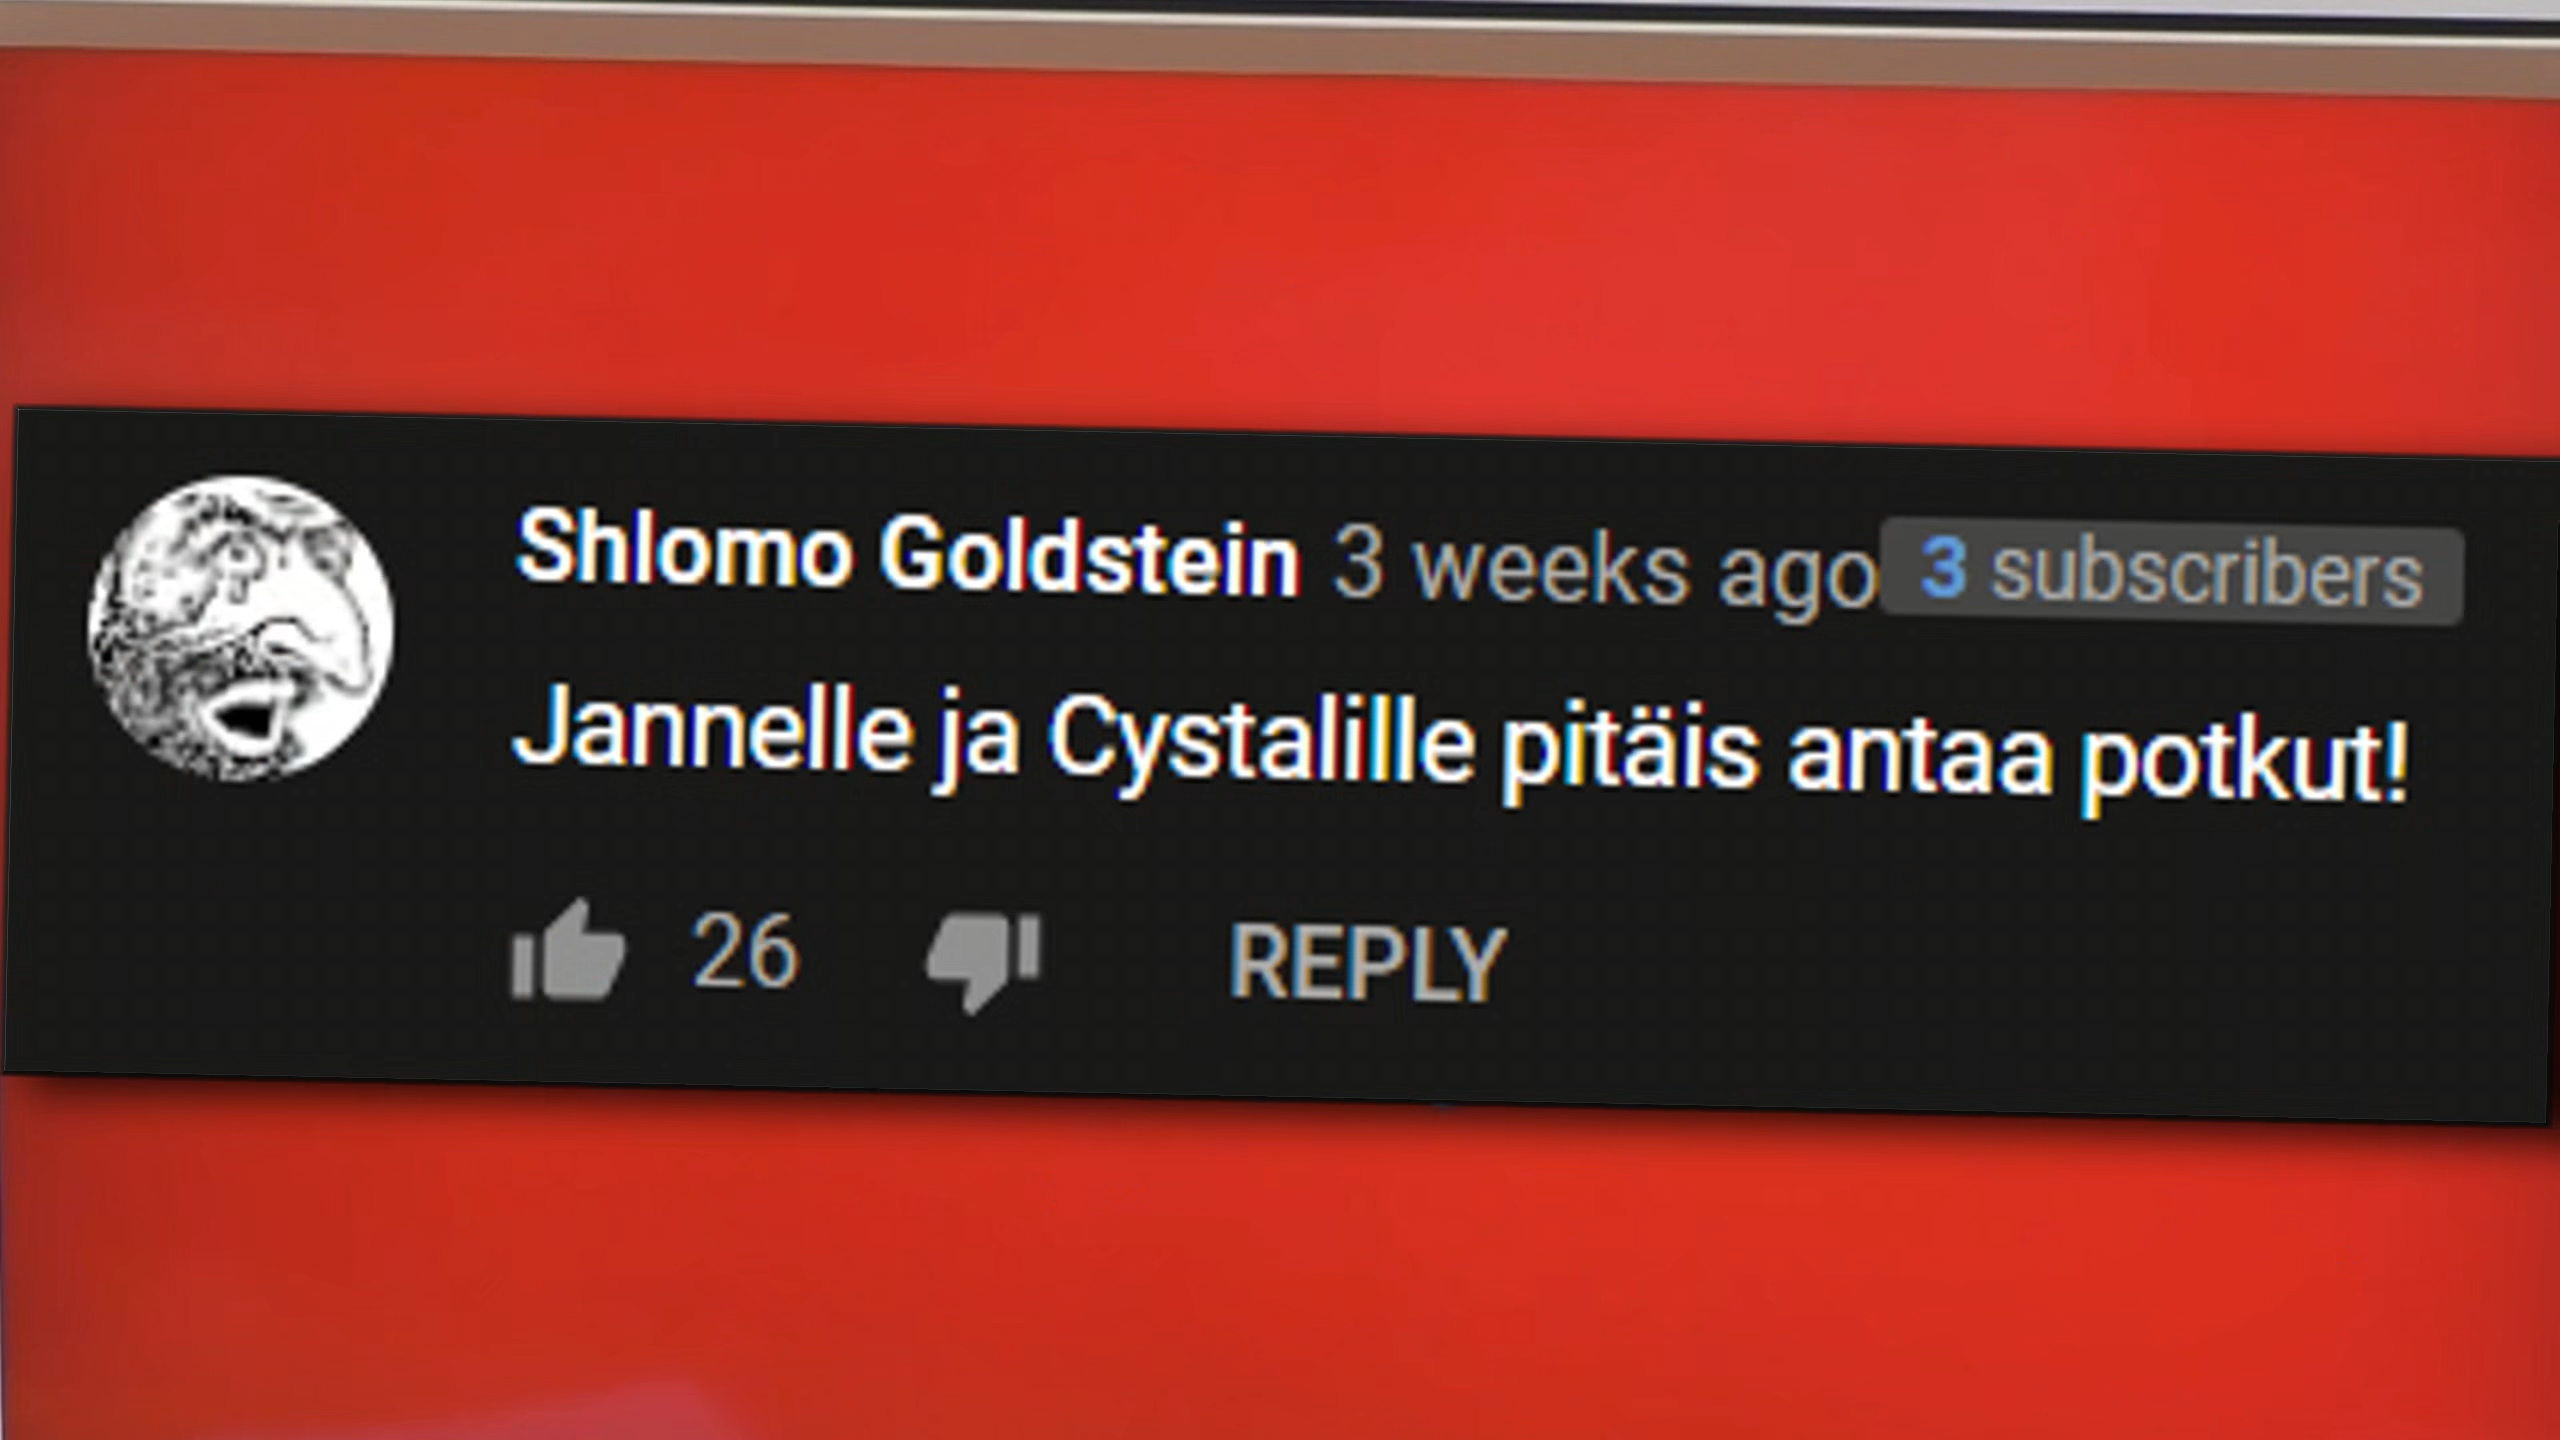 Shlomo Goldstein 3 weeks ago 3 subscribers
Jannelle ja Cystalille pitäis antaa potkut!
26 REPLY